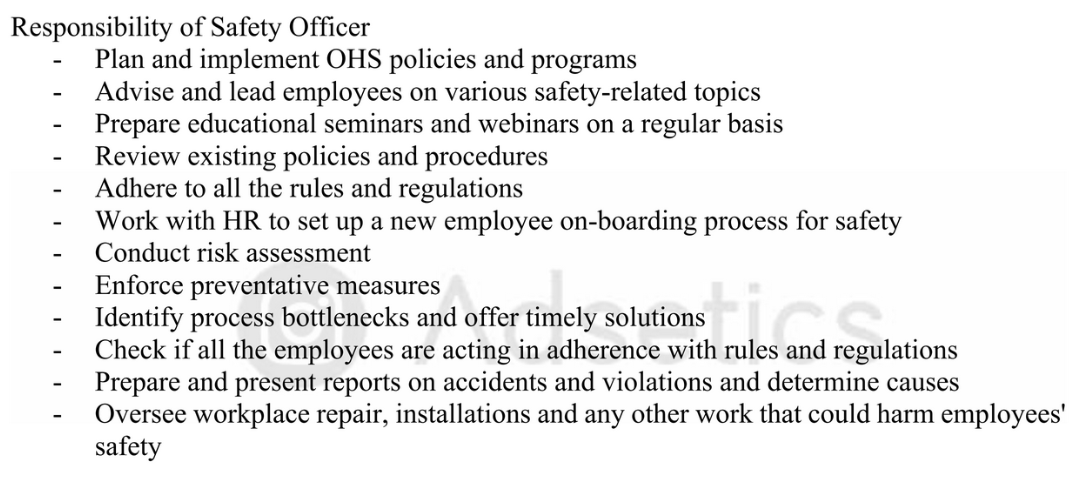 Responsibility of Safety Officer
- Plan and implement OHS policies and programs
- Advise and lead employees on various safety-related topics
- Prepare educational seminars and webinars on a regular basis
- Review existing policies and procedures
- Adhere to all the rules and regulations
- Work with HR to set up a new employee on-boarding process for safety
- Conduct risk assessment
- Enforce preventative measures
- Identify process bottlenecks and offer timely solutions
- Check if all the employees are acting in adherence with rules and regulations
- Prepare and present reports on accidents and violations and determine causes
- Oversee workplace repair, installations and any other work that could harm employees'
safety
Adsetics